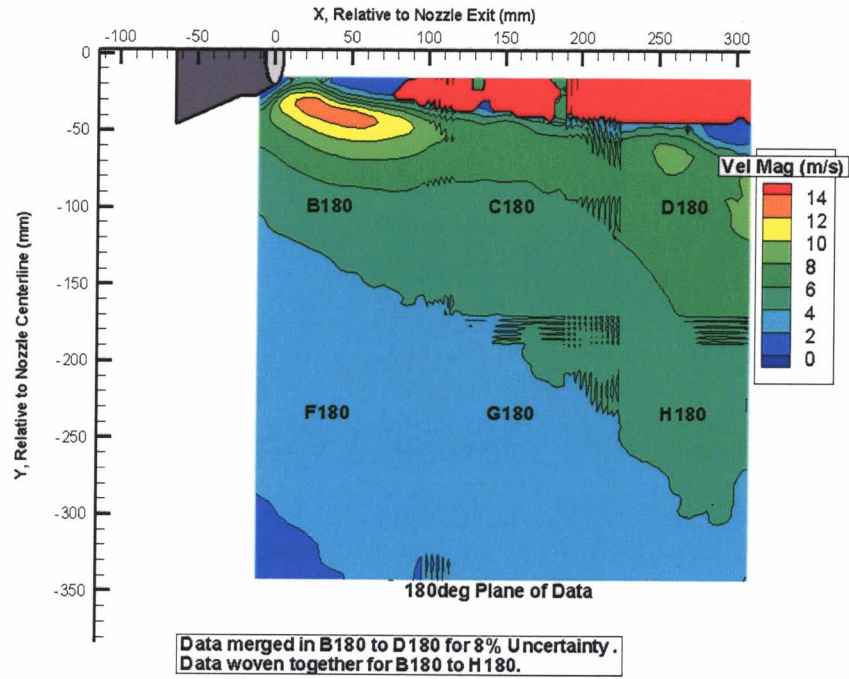 X, Relative to Nozzle Exit (mm)
-100 -50 0 50 100 150 200 250 300
0
-50
-100
-150
-200
-250
-300
-350
Y, Relative to Nozzle Centerline (mm)
Vel Mag (m/s)
14
12
10
8
6
4
2
0
B180 C180 D180
F180 G180 H180
180deg Plane of Data
Data merged in B180 to D180 for 8% Uncertainty.
Data woven together for B180 to H180.